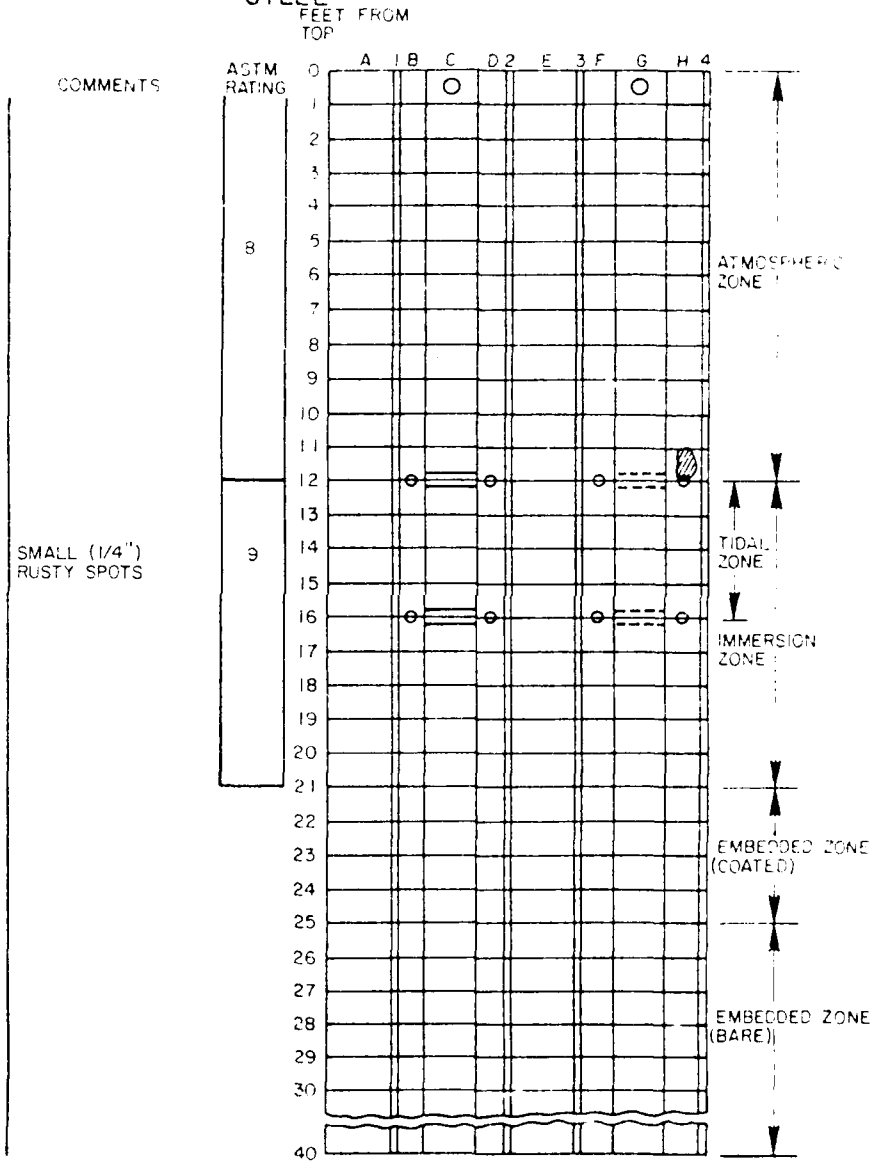 FEET FROM
TOP
A 1 B C D 2 E 3 F G H 4
COMMENTS
ASTM
RATING
0
1
2
3
4
5
6
7
8
9
10
11
12
13
14
15
16
17
18
19
20
21
22
23
24
25
26
27
28
29
30
40
8
9
SMALL (1/4")
RUSTY SPOTS
ATMOSPHERIC
ZONE
TIDAL
ZONE
IMMERSION
ZONE
EMBEDDED ZONE
(COATED)
EMBEDDED ZONE
(BARE)